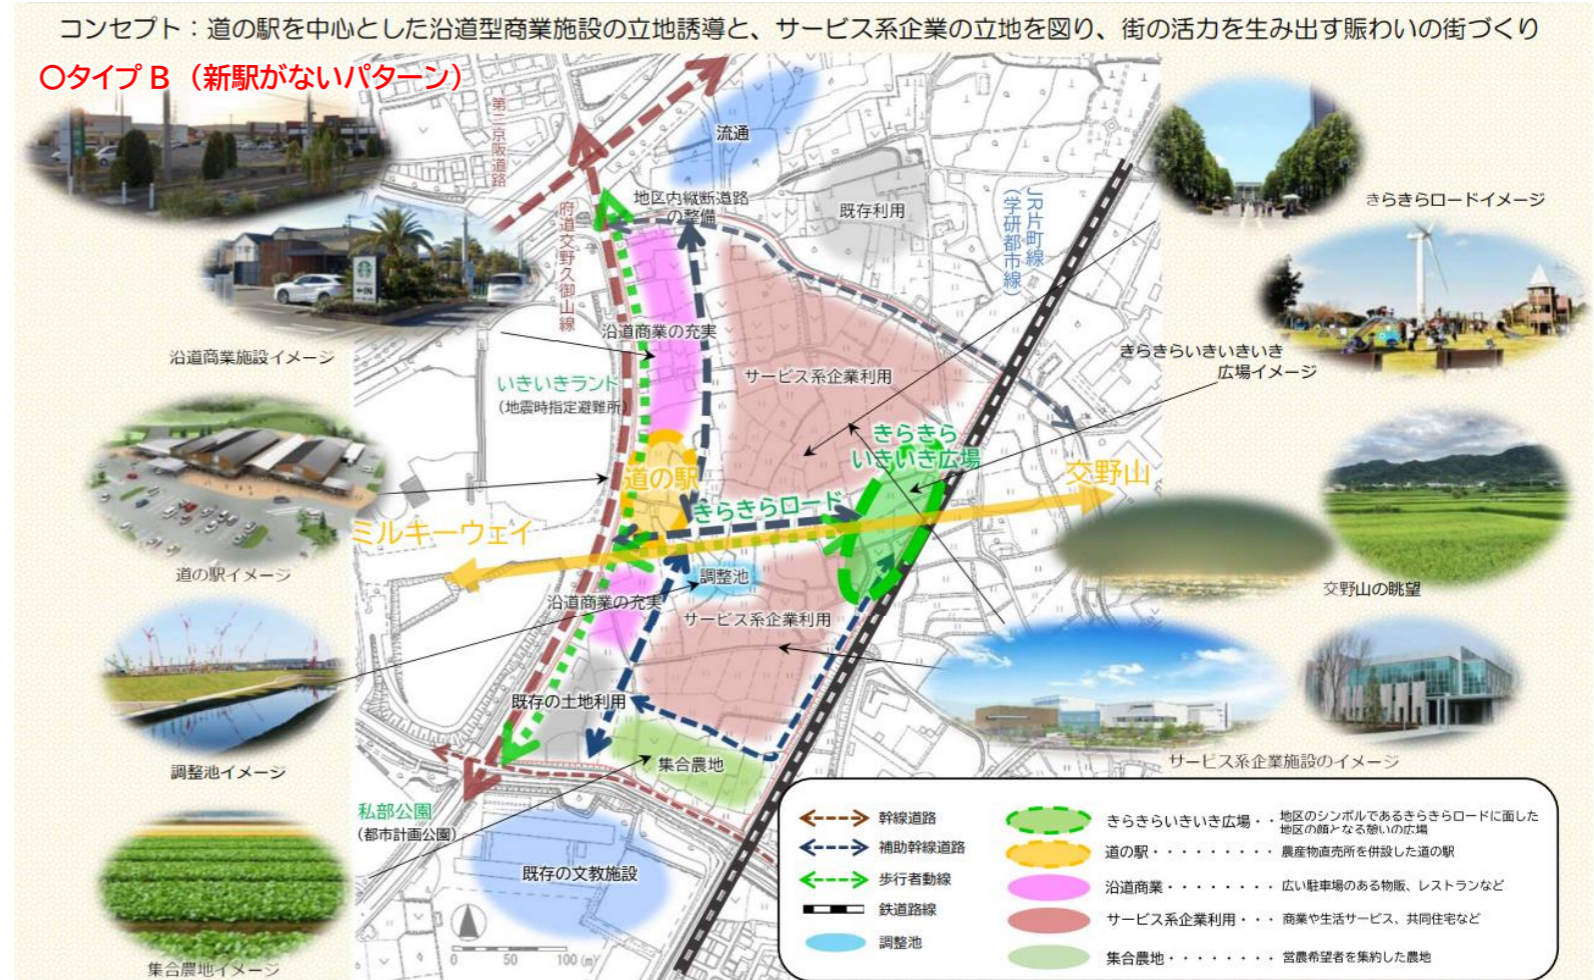 コンセプト：道の駅を中心とした沿道型商業施設の立地誘導と、サービス系企業の立地を図り、街の活力を生み出す賑わいの街づくり
〇タイプ B （新駅がないパターン）
第二京阪道路
流通
地区内縦断道路
の整備
既存利用
府道交野久御山線
JR片町線
（学研都市線）
きらきらロードイメージ
沿道商業施設イメージ
沿道商業の充実
いきいきランド
（地震時指定避難所）
サービス系企業利用
きらきらいきいきいき
広場イメージ
きらきら
いきいき広場
道の駅
交野山
きらきらロード
ミルキーウェイ
道の駅イメージ
調整池
交野山の眺望
沿道商業の充実
サービス系企業利用
既存の土地利用
調整池イメージ
集合農地
サービス系企業施設のイメージ
私部公園
（都市計画公園）
既存の文教施設
集合農地イメージ
0 50 100 (m)
幹線道路
補助幹線道路
歩行者動線
鉄道路線
調整池
きらきらいきいき広場・・地区のシンボルであるきらきらロードに面した
地区の顔となる憩いの広場
道の駅・・・・・・・・・農産物直売所を併設した道の駅
沿道商業・・・・・・・・広い駐車場のある物販、レストランなど
サービス系企業利用・・・商業や生活サービス、共同住宅など
集合農地・・・・・・・・営農希望者を集約した農地